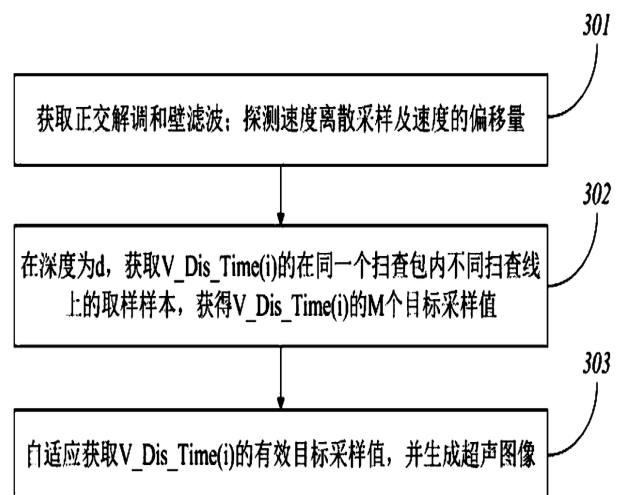 301
获取正交解调和壁滤波；探测速度离散采样及速度的偏移量
302
在深度为d，获取V_Dis_Time(i)的在同一个扫查包内不同扫查线
上的取样样本，获得V_Dis_Time(i)的M个目标采样值
303
自适应获取V_Dis_Time(i)的有效目标采样值，并生成超声图像